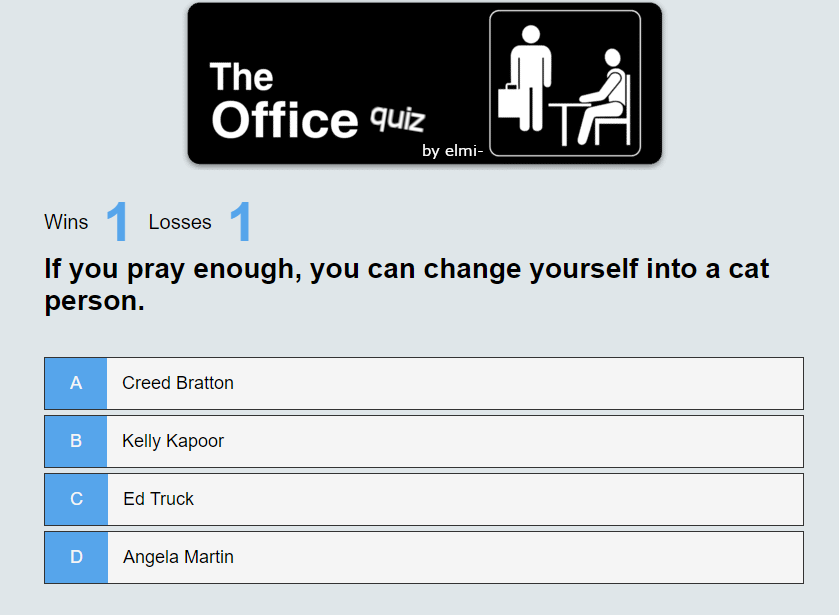 The
Office quiz
by elmi-
Wins 1 Losses 1
If you pray enough, you can change yourself into a cat
person.
A Creed Bratton
B Kelly Kapoor
C Ed Truck
D Angela Martin